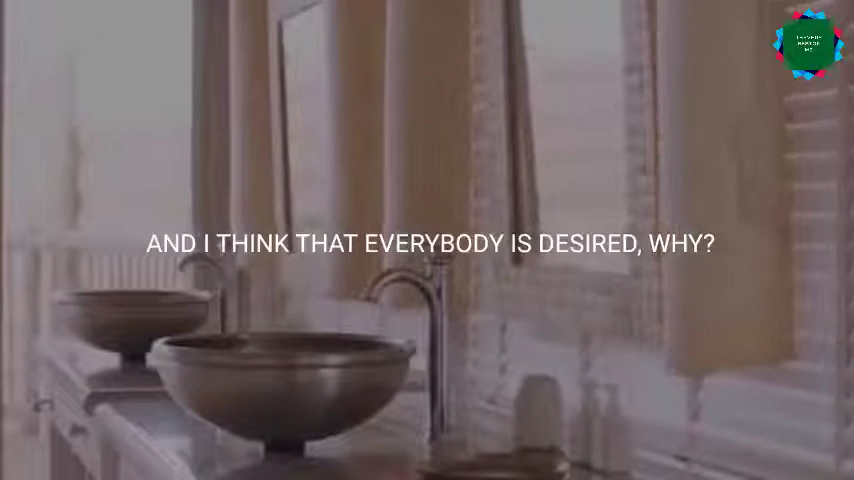 AND I THINK THAT EVERYBODY IS DESIRED, WHY?